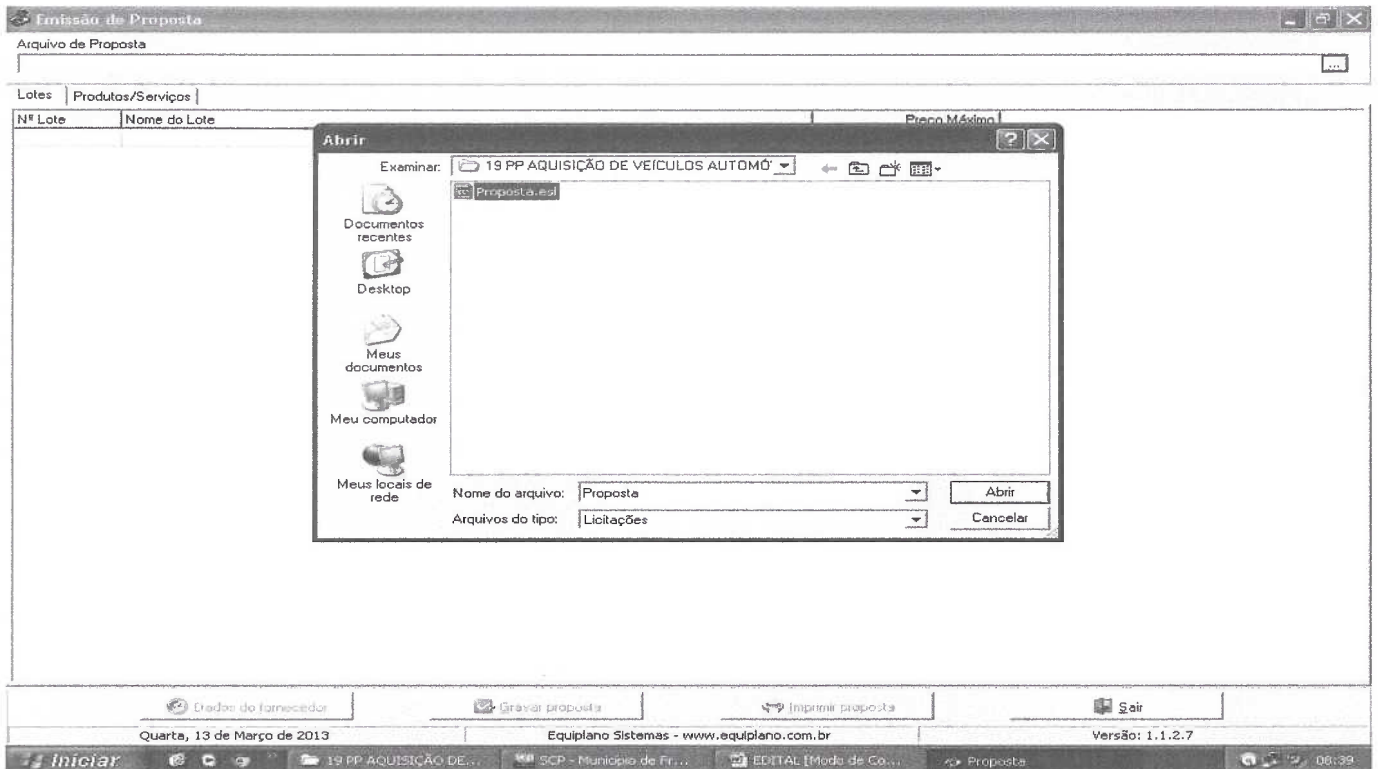 Emissão de Proposta
Arquivo de Proposta
...
Lotes Produtos/Serviços
Nº Lote Nome do Lote Preço Máximo
Abrir
Examinar: 19 PP AQUISIÇÃO DE VEÍCULOS AUTOMÓ
Proposta.esl
Documentos recentes
Desktop
Meus documentos
Meu computador
Meus locais de rede
Nome do arquivo: Proposta Abrir
Arquivos do tipo: Licitações Cancelar
Dados do fornecedor Gravar proposta Imprimir proposta Sair
Quarta, 13 de Março de 2013 Equiplano Sistemas - www.equiplano.com.br Versão: 1.1.2.7
Iniciar 19 PP AQUISIÇÃO DE... SCP - Municipio de Fr... EDITAL [Modo de Co... Proposta 08:39